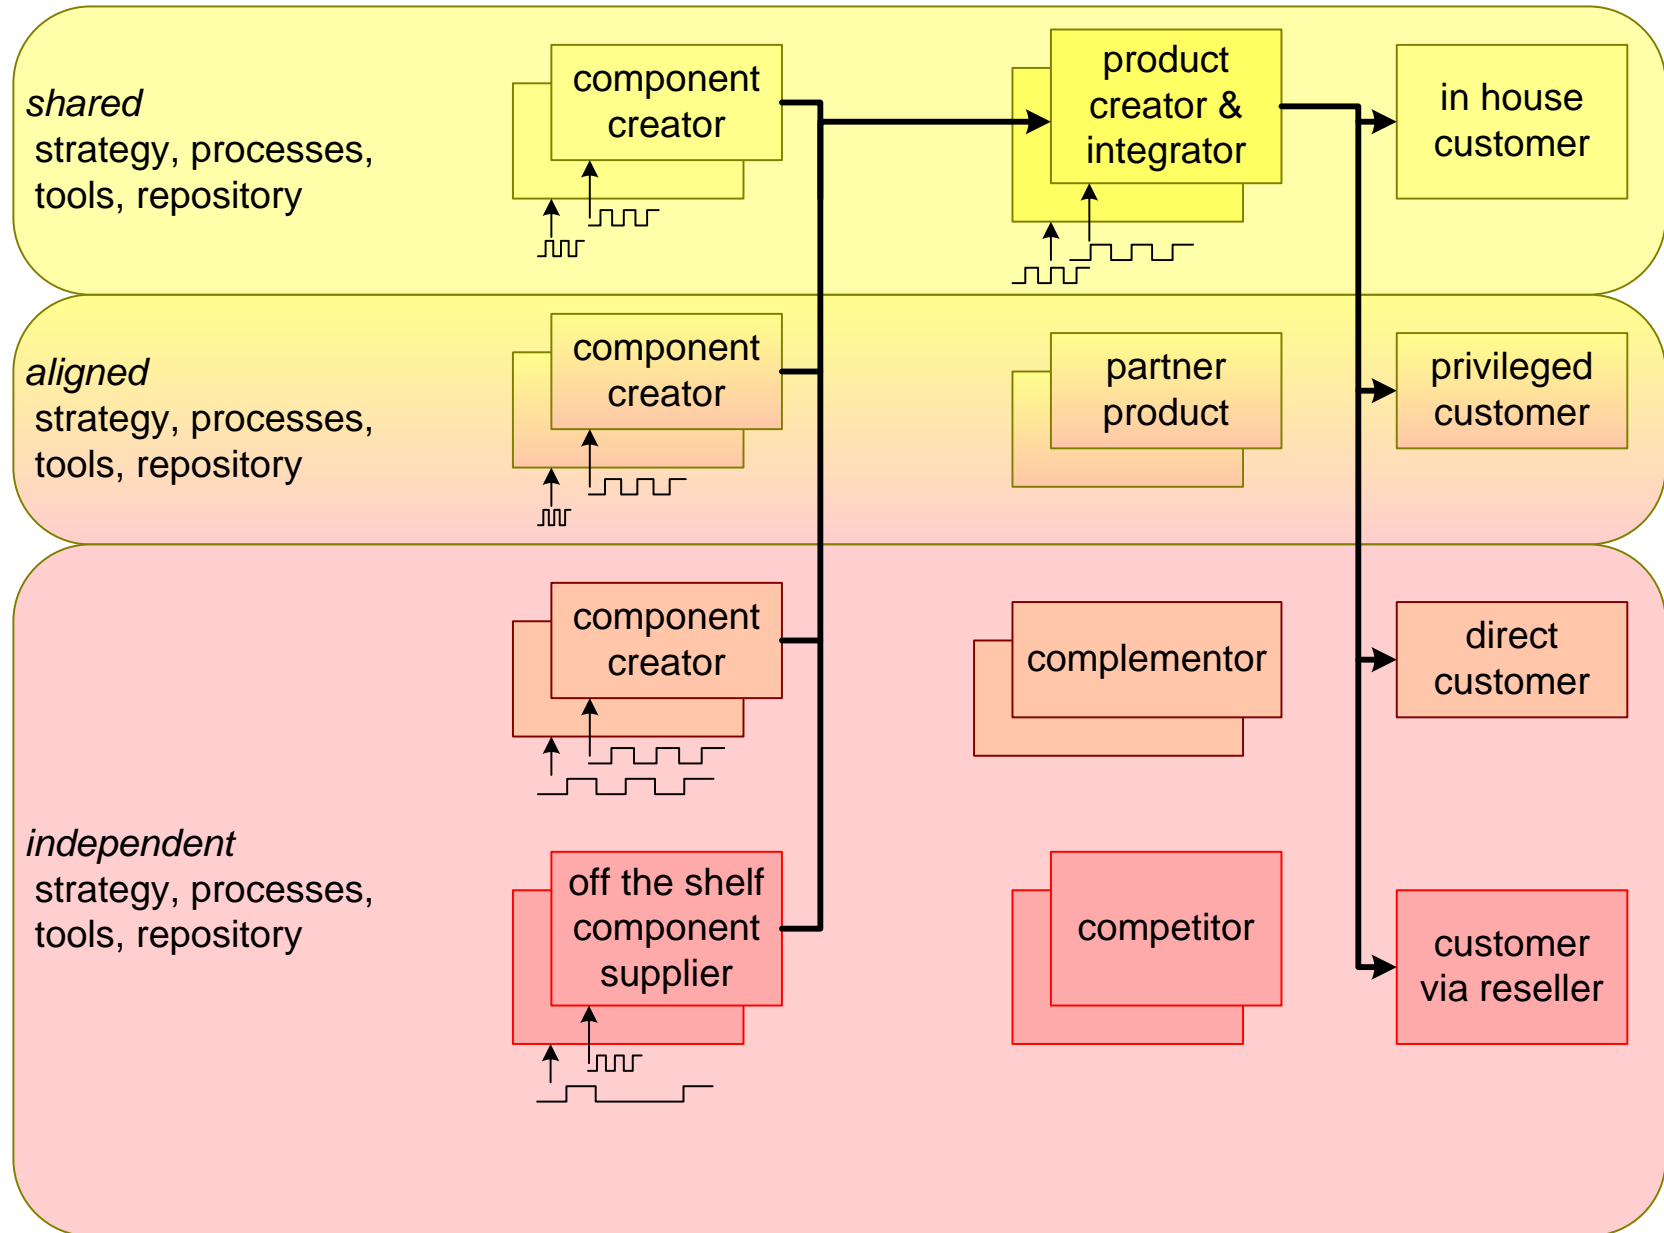 shared
strategy, processes,
tools, repository
component
creator
product
creator &
integrator
in house
customer
aligned
strategy, processes,
tools, repository
component
creator
partner
product
privileged
customer
independent
strategy, processes,
tools, repository
component
creator
complementor
direct
customer
off the shelf
component
supplier
competitor
customer
via reseller